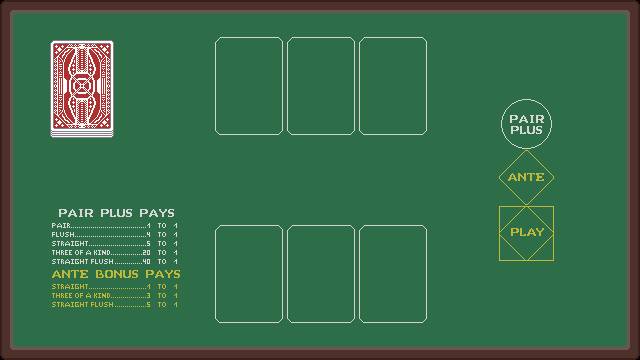 PAIR
PLUS
ANTE
PLAY
PAIR PLUS PAYS
PAIR..............................1 TO 1
FLUSH............................4 TO 1
STRAIGHT......................5 TO 1
THREE OF A KIND...........20 TO 1
STRAIGHT FLUSH...........40 TO 1
ANTE BONUS PAYS
STRAIGHT......................1 TO 1
THREE OF A KIND............3 TO 1
STRAIGHT FLUSH............5 TO 1